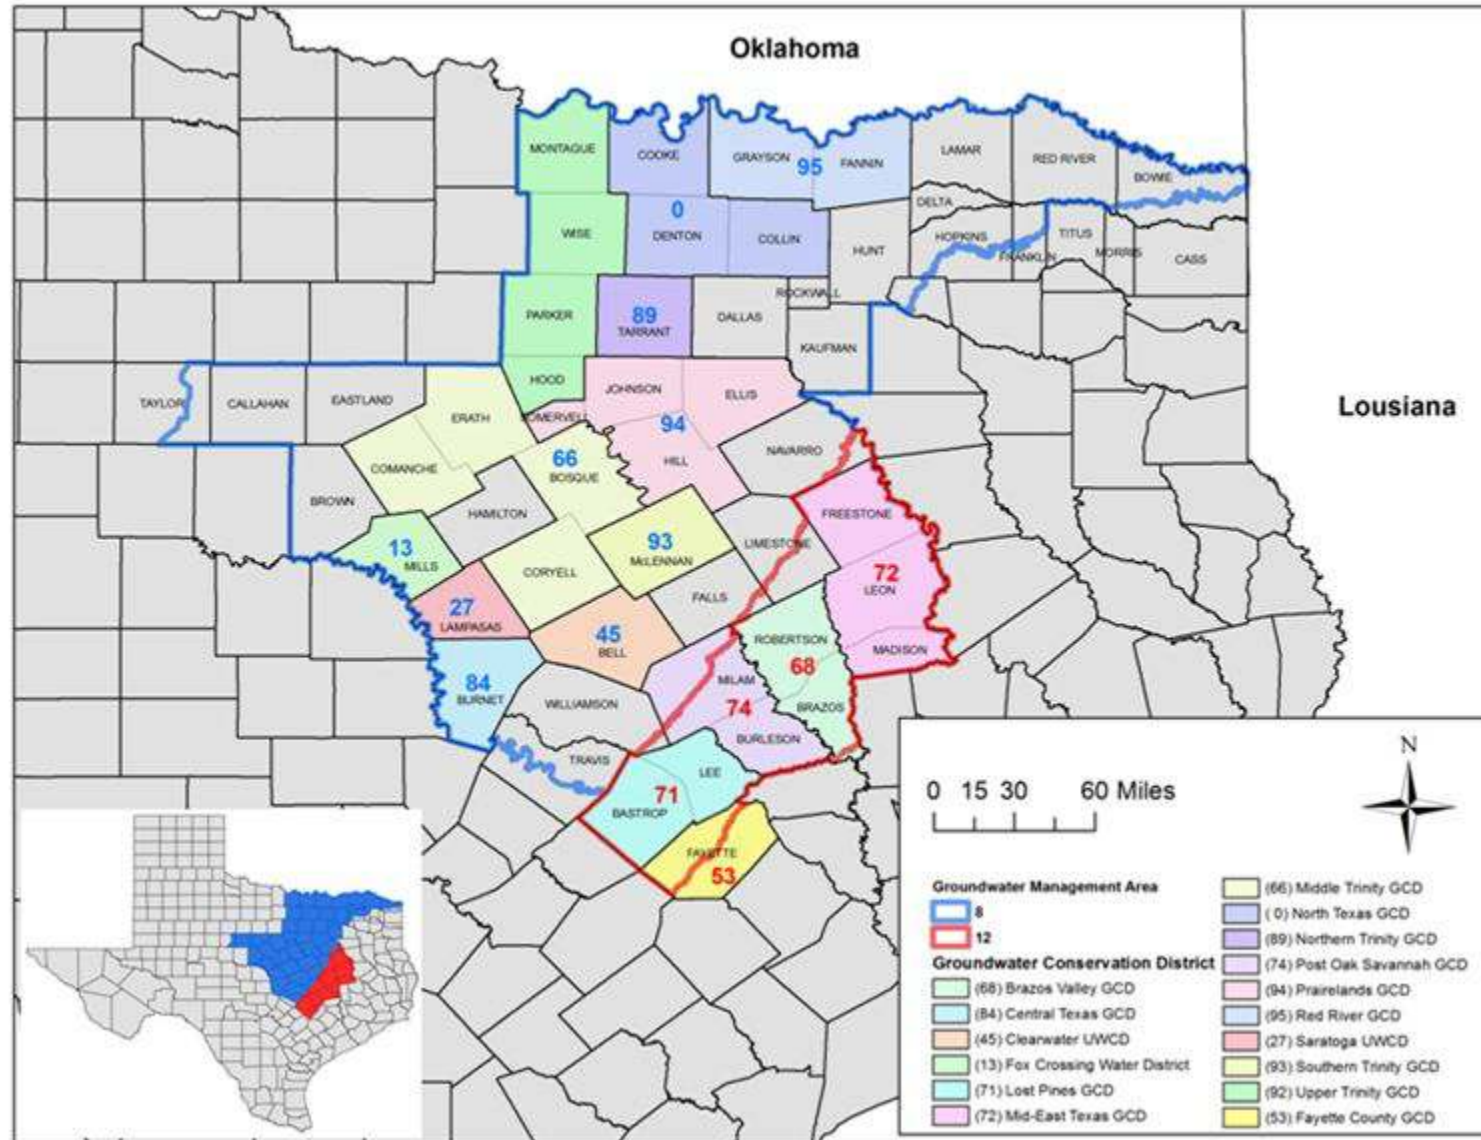 Oklahoma
MONTAGUE
COOKE
GRAYSON
95
FANNIN
LAMAR
RED RIVER
BOWIE
DELTA
WISE
0
DENTON
COLLIN
HUNT
HOPKINS
FRANKLIN
TITUS
MORRIS
CASS
PARKER
89
TARRANT
DALLAS
ROCKWALL
KAUFMAN
HOOD
JOHNSON
ELLIS
TAYLOR
CALLAHAN
EASTLAND
ERATH
SOMERVELL
94
HILL
NAVARRO
Lousiana
COMANCHE
66
BOSQUE
BROWN
HAMILTON
FREESTONE
13
MILLS
CORYELL
93
McLENNAN
LIMESTONE
72
LEON
27
LAMPASAS
FALLS
45
BELL
ROBERTSON
68
MADISON
84
BURNET
WILLIAMSON
MILAM
74
BRAZOS
BURLESON
TRAVIS
LEE
71
BASTROP
FAYETTE
53
N
0 15 30 60 Miles
Groundwater Management Area
8
12
Groundwater Conservation District
(68) Brazos Valley GCD
(84) Central Texas GCD
(45) Clearwater UWCD
(13) Fox Crossing Water District
(71) Lost Pines GCD
(72) Mid-East Texas GCD
(66) Middle Trinity GCD
( 0) North Texas GCD
(89) Northern Trinity GCD
(74) Post Oak Savannah GCD
(94) Prairelands GCD
(95) Red River GCD
(27) Saratoga UWCD
(93) Southern Trinity GCD
(92) Upper Trinity GCD
(53) Fayette County GCD